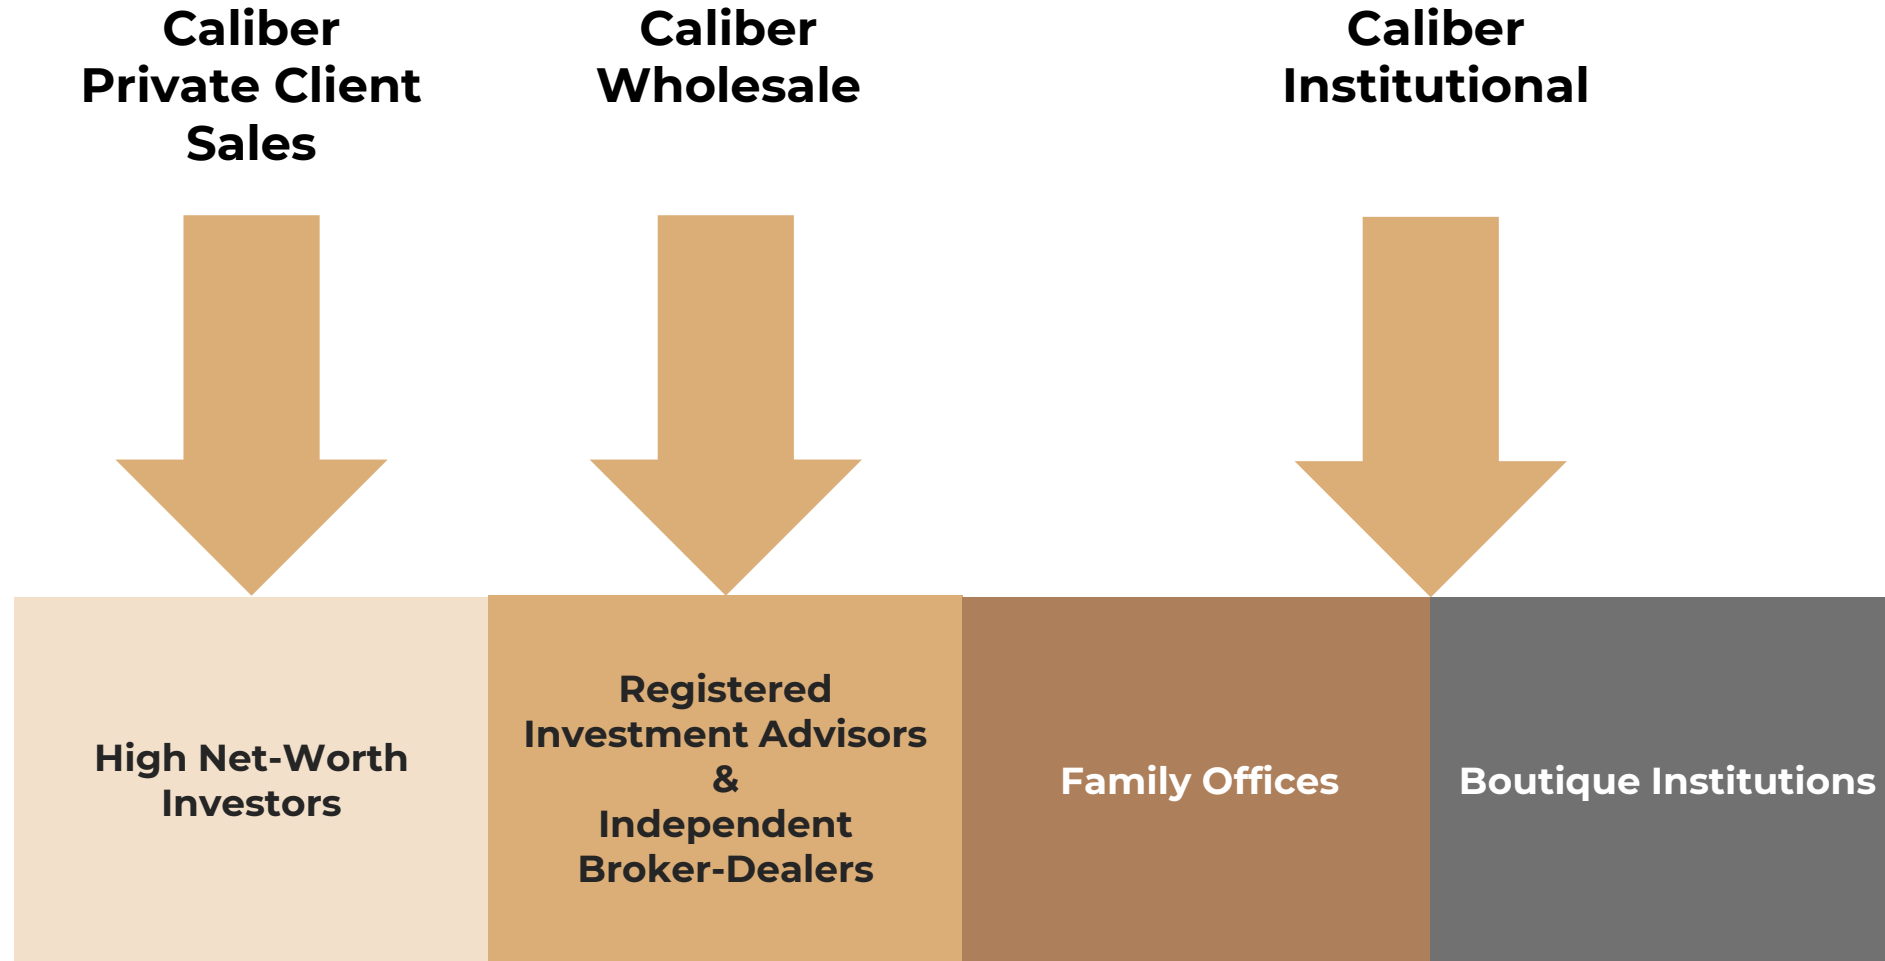 Caliber
Private Client
Sales
Caliber
Wholesale
Caliber
Institutional
High Net-Worth
Investors
Registered
Investment Advisors
&
Independent
Broker-Dealers
Family Offices
Boutique Institutions